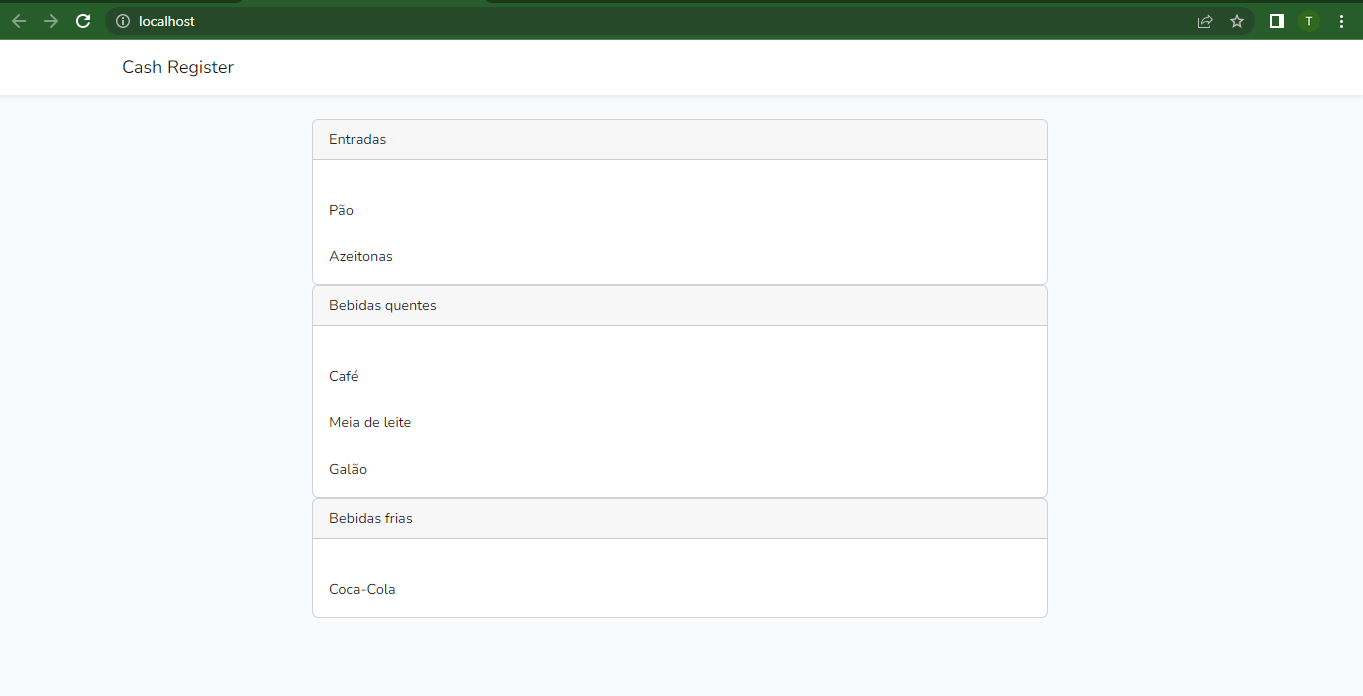 localhost
T
Cash Register
Entradas
Pão
Azeitonas
Bebidas quentes
Café
Meia de leite
Galão
Bebidas frias
Coca-Cola